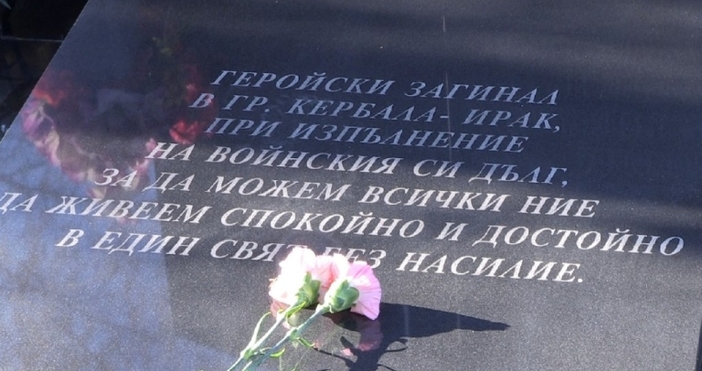 ГЕРОЙСКИ ЗАГИНАЛ
В ГР. КЕРБАЛА- ИРАК,
ПРИ ИЗПЪЛНЕНИЕ
НА ВОЙНСКИЯ СИ ДЪЛГ,
ЗА ДА МОЖЕМ ВСИЧКИ НИЕ
ДА ЖИВЕЕМ СПОКОЙНО И ДОСТОЙНО
В ЕДИН СВЯТ БЕЗ НАСИЛИЕ.